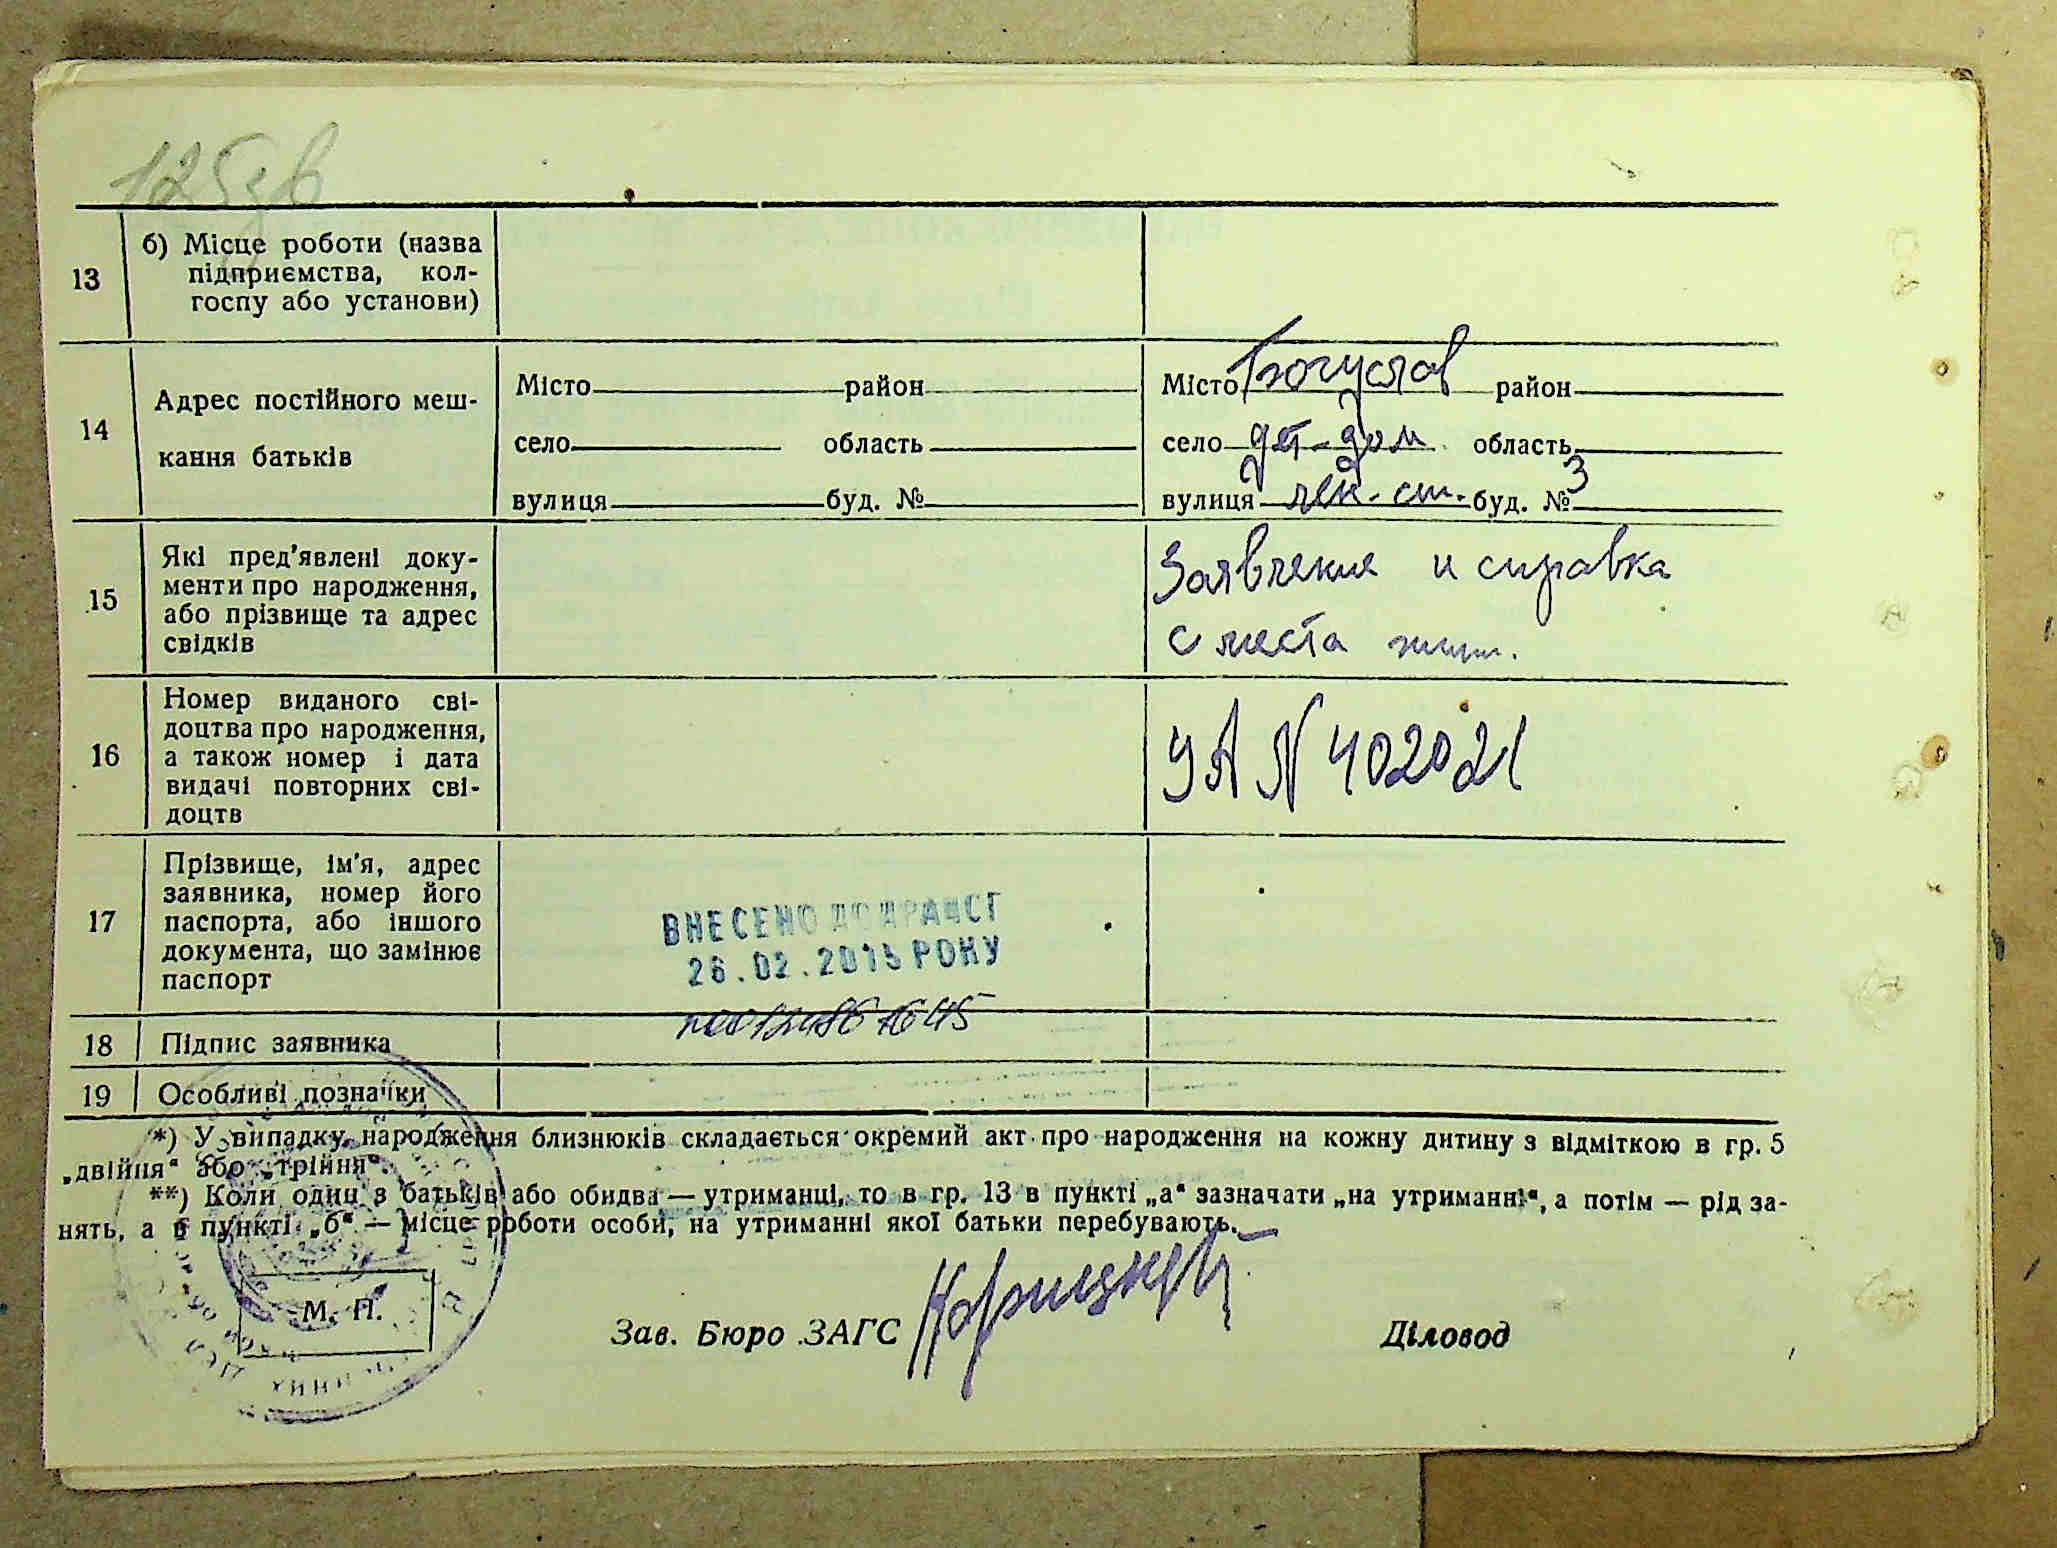 125зв
13
б) Місце роботи (назва
підприємства, кол-
госпу або установи)
14
Адрес постійного меш-
кання батьків
Місто район
село область
вулиця буд. №
Місто Богуслав район
село дет-дом область
вулиця лен. ст. буд. № 3
15
Які пред'явлені доку-
менти про народження,
або прізвище та адрес
свідків
Заявление и справка
с места жит.
16
Номер виданого сві-
доцтва про народження,
а також номер і дата
видачі повторних сві-
доцтв
УА N 402021
17
Прізвище, ім'я, адрес
заявника, номер його
паспорта, або іншого
документа, що замінює
паспорт
ВНЕСЕНО ДО ДРАЦСГ
26.02.2015 РОКУ
18 Підпис заявника
19 Особливі позначки
*) У випадку народження близнюків складається окремий акт про народження на кожну дитину з відміткою в гр. 5
„двійня“ або „трійня“.
**) Коли один з батьків або обидва — утриманці, то в гр. 13 в пункті „а“ зазначати „на утриманні“, а потім — рід за-
нять, а в пункті „б“ — місце роботи особи, на утриманні якої батьки перебувають.
М. П.
Зав. Бюро ЗАГС
Діловод